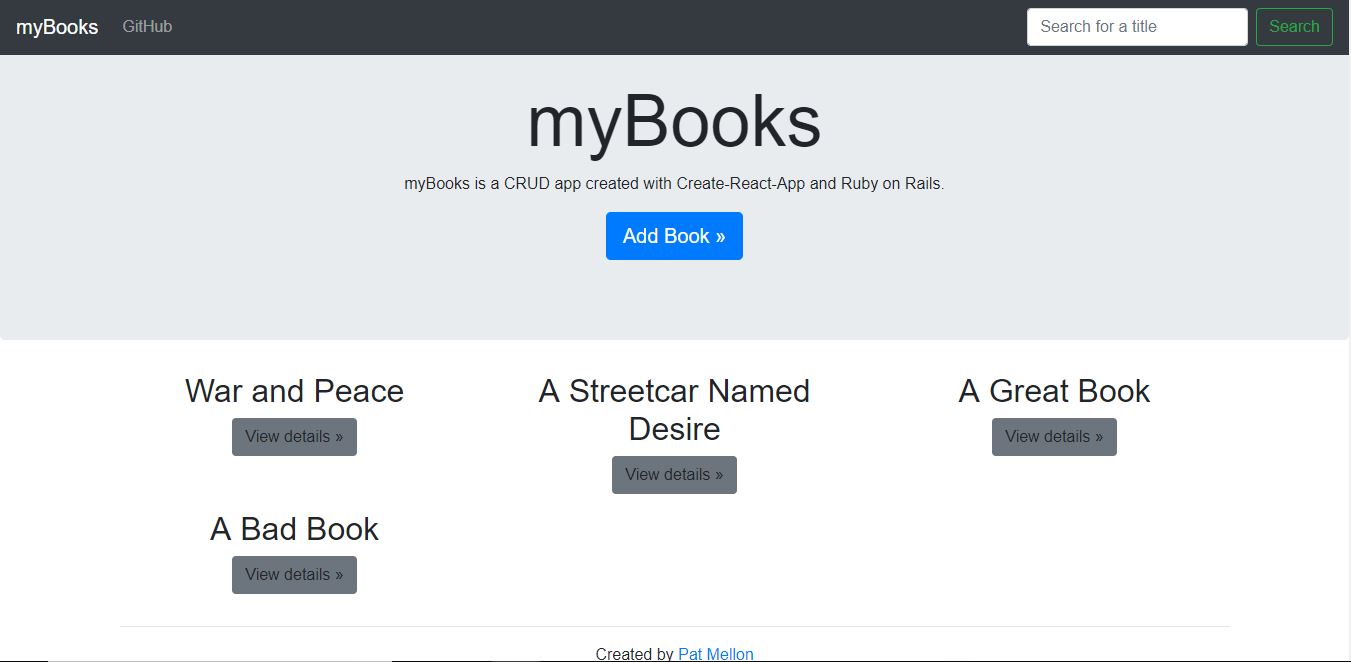 myBooks GitHub Search for a title Search
myBooks
myBooks is a CRUD app created with Create-React-App and Ruby on Rails.
Add Book »
War and Peace
View details »
A Streetcar Named
Desire
View details »
A Great Book
View details »
A Bad Book
View details »
Created by Pat Mellon